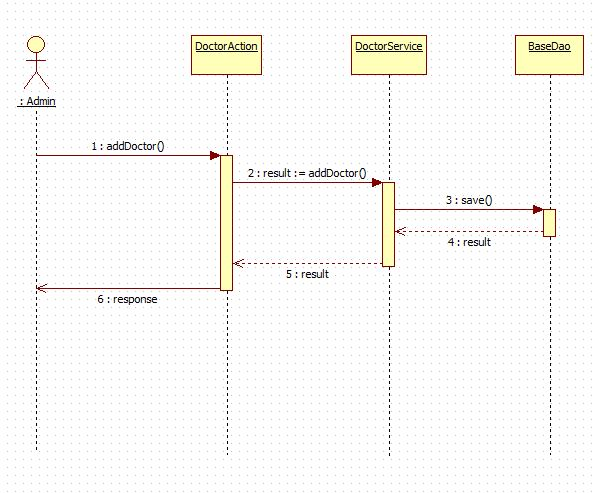 DoctorAction
DoctorService
BaseDao
: Admin
1 : addDoctor()
2 : result := addDoctor()
3 : save()
4 : result
5 : result
6 : response